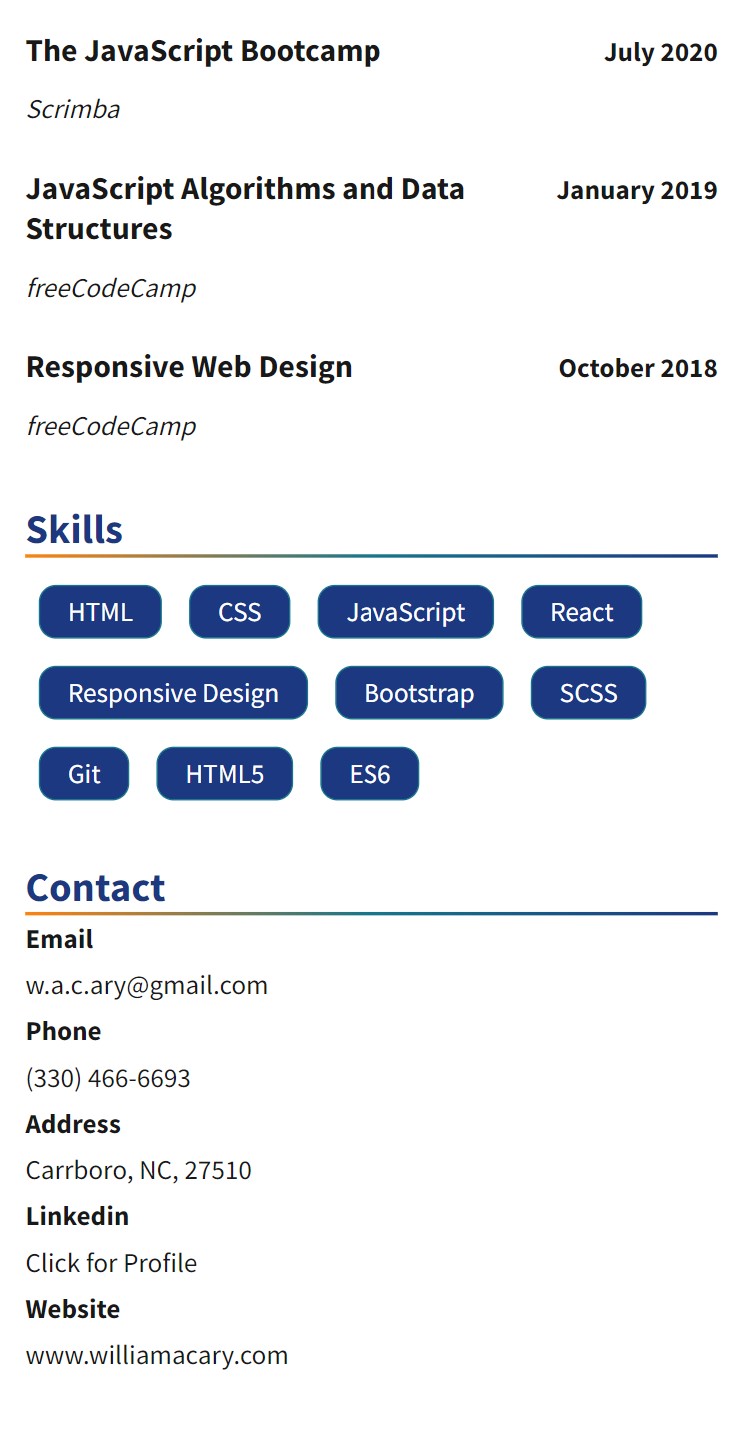 The JavaScript Bootcamp July 2020
Scrimba
JavaScript Algorithms and Data January 2019
Structures
freeCodeCamp
Responsive Web Design October 2018
freeCodeCamp
Skills
HTML CSS JavaScript React
Responsive Design Bootstrap SCSS
Git HTML5 ES6
Contact
Email
w.a.c.ary@gmail.com
Phone
(330) 466-6693
Address
Carrboro, NC, 27510
Linkedin
Click for Profile
Website
www.williamacary.com